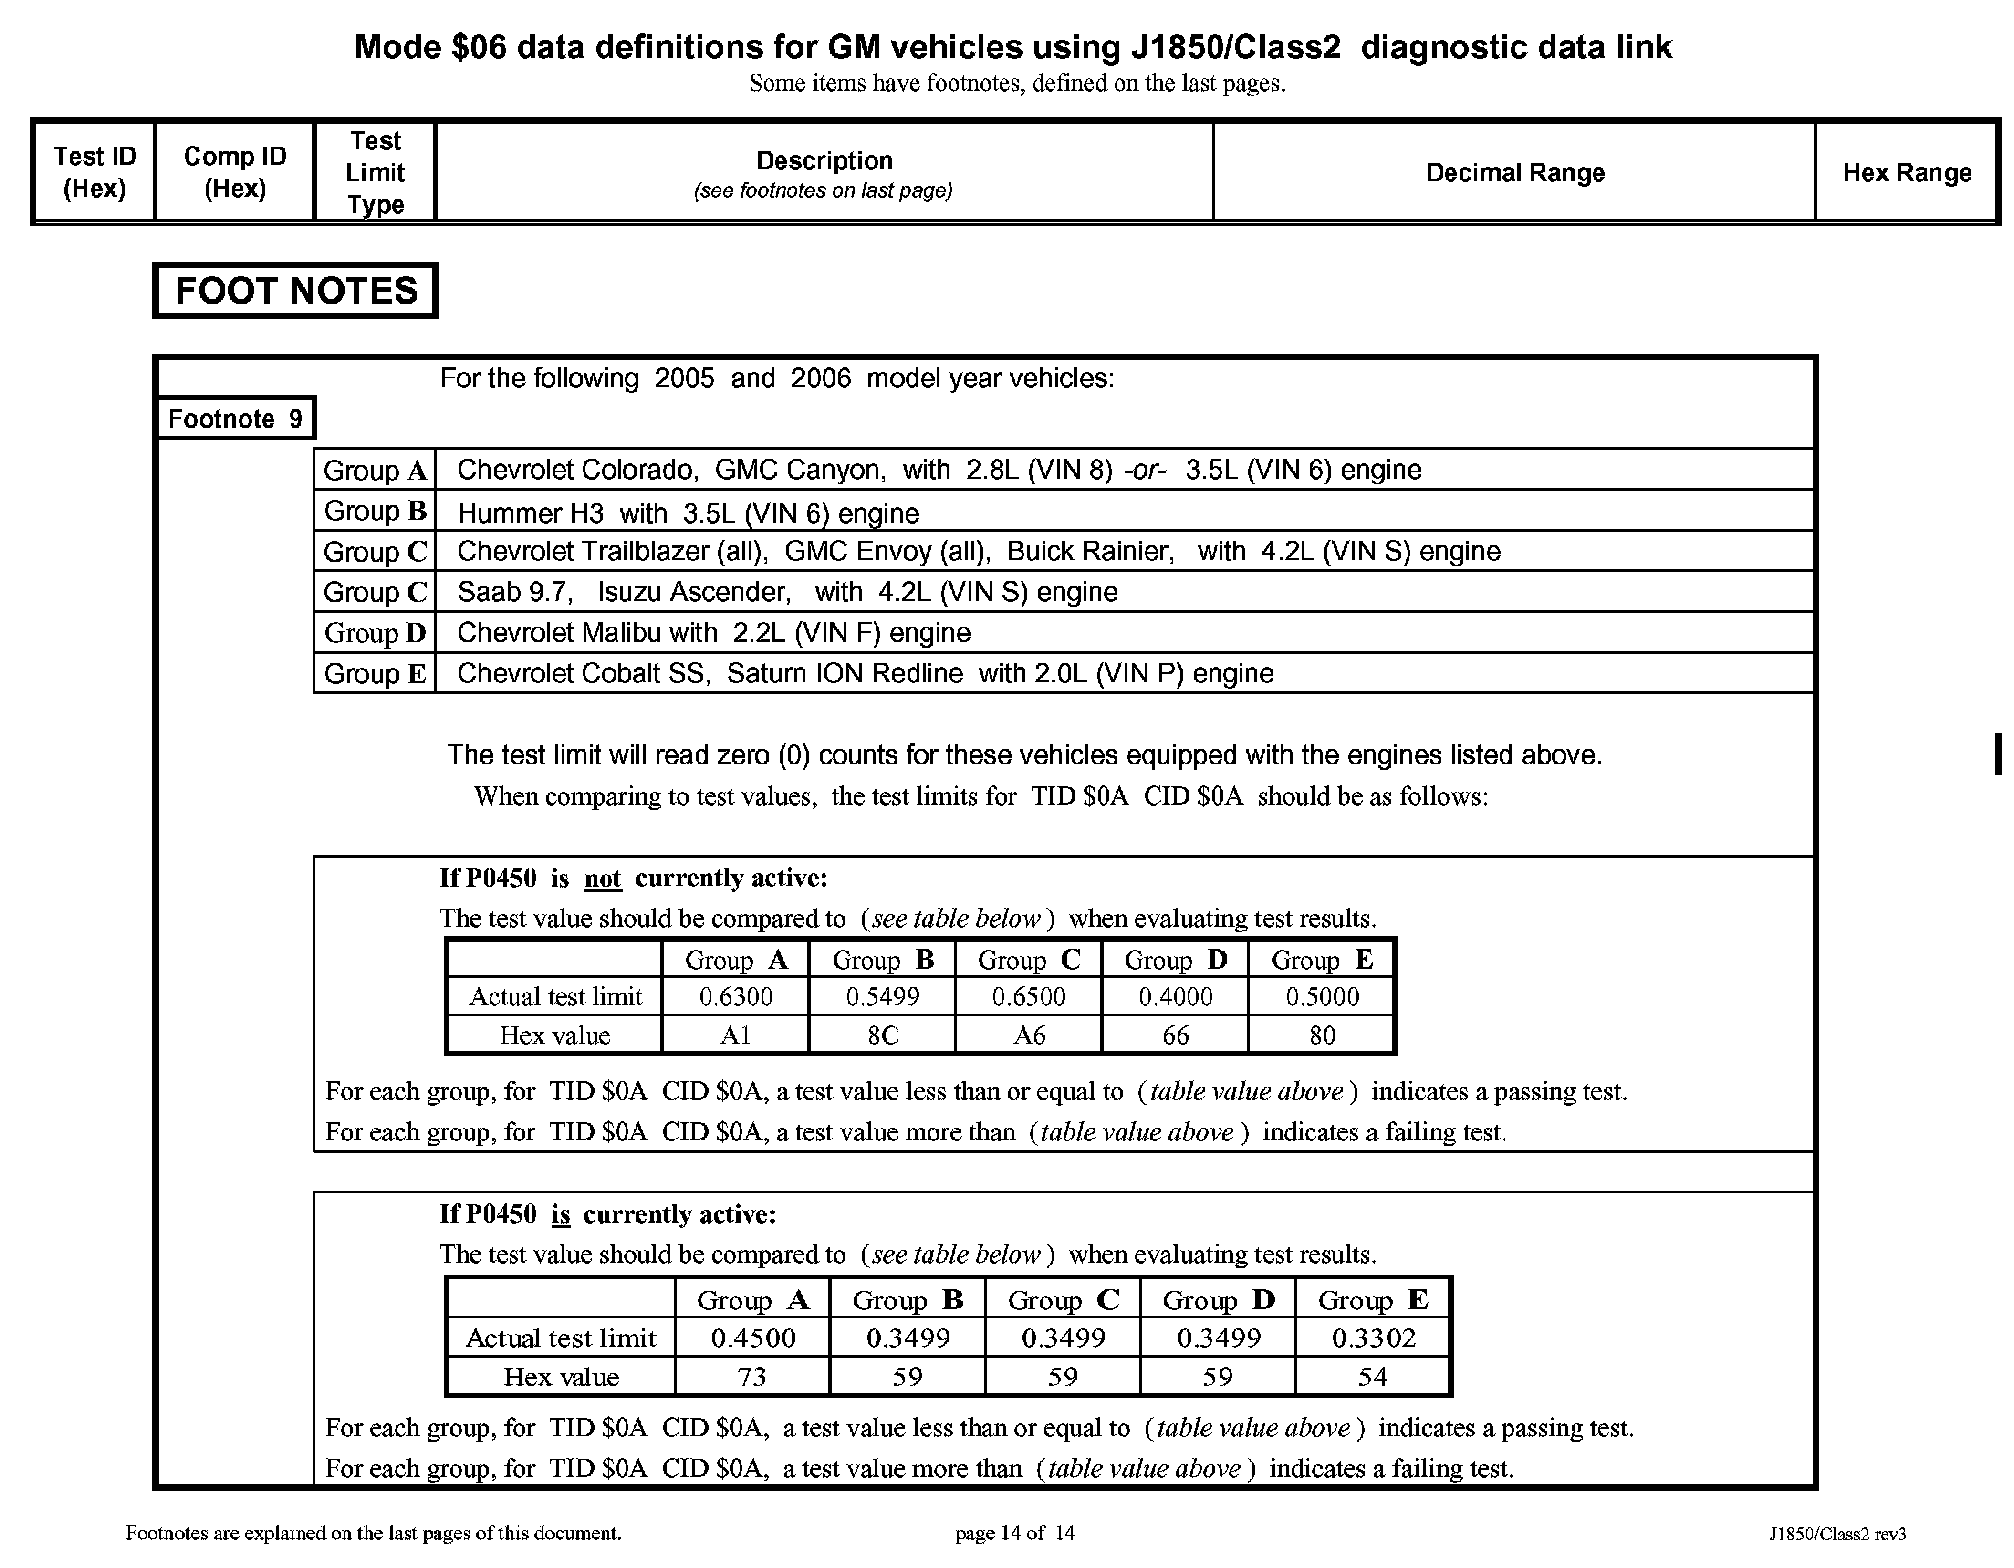 Mode $06 data definitions for GM vehicles using J1850/Class2 diagnostic data link
Some items have footnotes, defined on the last pages.
Test ID (Hex) Comp ID (Hex) Test Limit Type Description (see footnotes on last page) Decimal Range Hex Range
FOOT NOTES
For the following 2005 and 2006 model year vehicles:
Footnote 9
Group A Chevrolet Colorado, GMC Canyon, with 2.8L (VIN 8) -or- 3.5L (VIN 6) engine
Group B Hummer H3 with 3.5L (VIN 6) engine
Group C Chevrolet Trailblazer (all), GMC Envoy (all), Buick Rainier, with 4.2L (VIN S) engine
Group C Saab 9.7, Isuzu Ascender, with 4.2L (VIN S) engine
Group D Chevrolet Malibu with 2.2L (VIN F) engine
Group E Chevrolet Cobalt SS, Saturn ION Redline with 2.0L (VIN P) engine
The test limit will read zero (0) counts for these vehicles equipped with the engines listed above.
When comparing to test values, the test limits for TID $0A CID $0A should be as follows:
If P0450 is not currently active:
The test value should be compared to (see table below) when evaluating test results.
Group A Group B Group C Group D Group E
Actual test limit 0.6300 0.5499 0.6500 0.4000 0.5000
Hex value A1 8C A6 66 80
For each group, for TID $0A CID $0A, a test value less than or equal to (table value above) indicates a passing test.
For each group, for TID $0A CID $0A, a test value more than (table value above) indicates a failing test.
If P0450 is currently active:
The test value should be compared to (see table below) when evaluating test results.
Group A Group B Group C Group D Group E
Actual test limit 0.4500 0.3499 0.3499 0.3499 0.3302
Hex value 73 59 59 59 54
For each group, for TID $0A CID $0A, a test value less than or equal to (table value above) indicates a passing test.
For each group, for TID $0A CID $0A, a test value more than (table value above) indicates a failing test.
Footnotes are explained on the last pages of this document. page 14 of 14 J1850/Class2 rev3